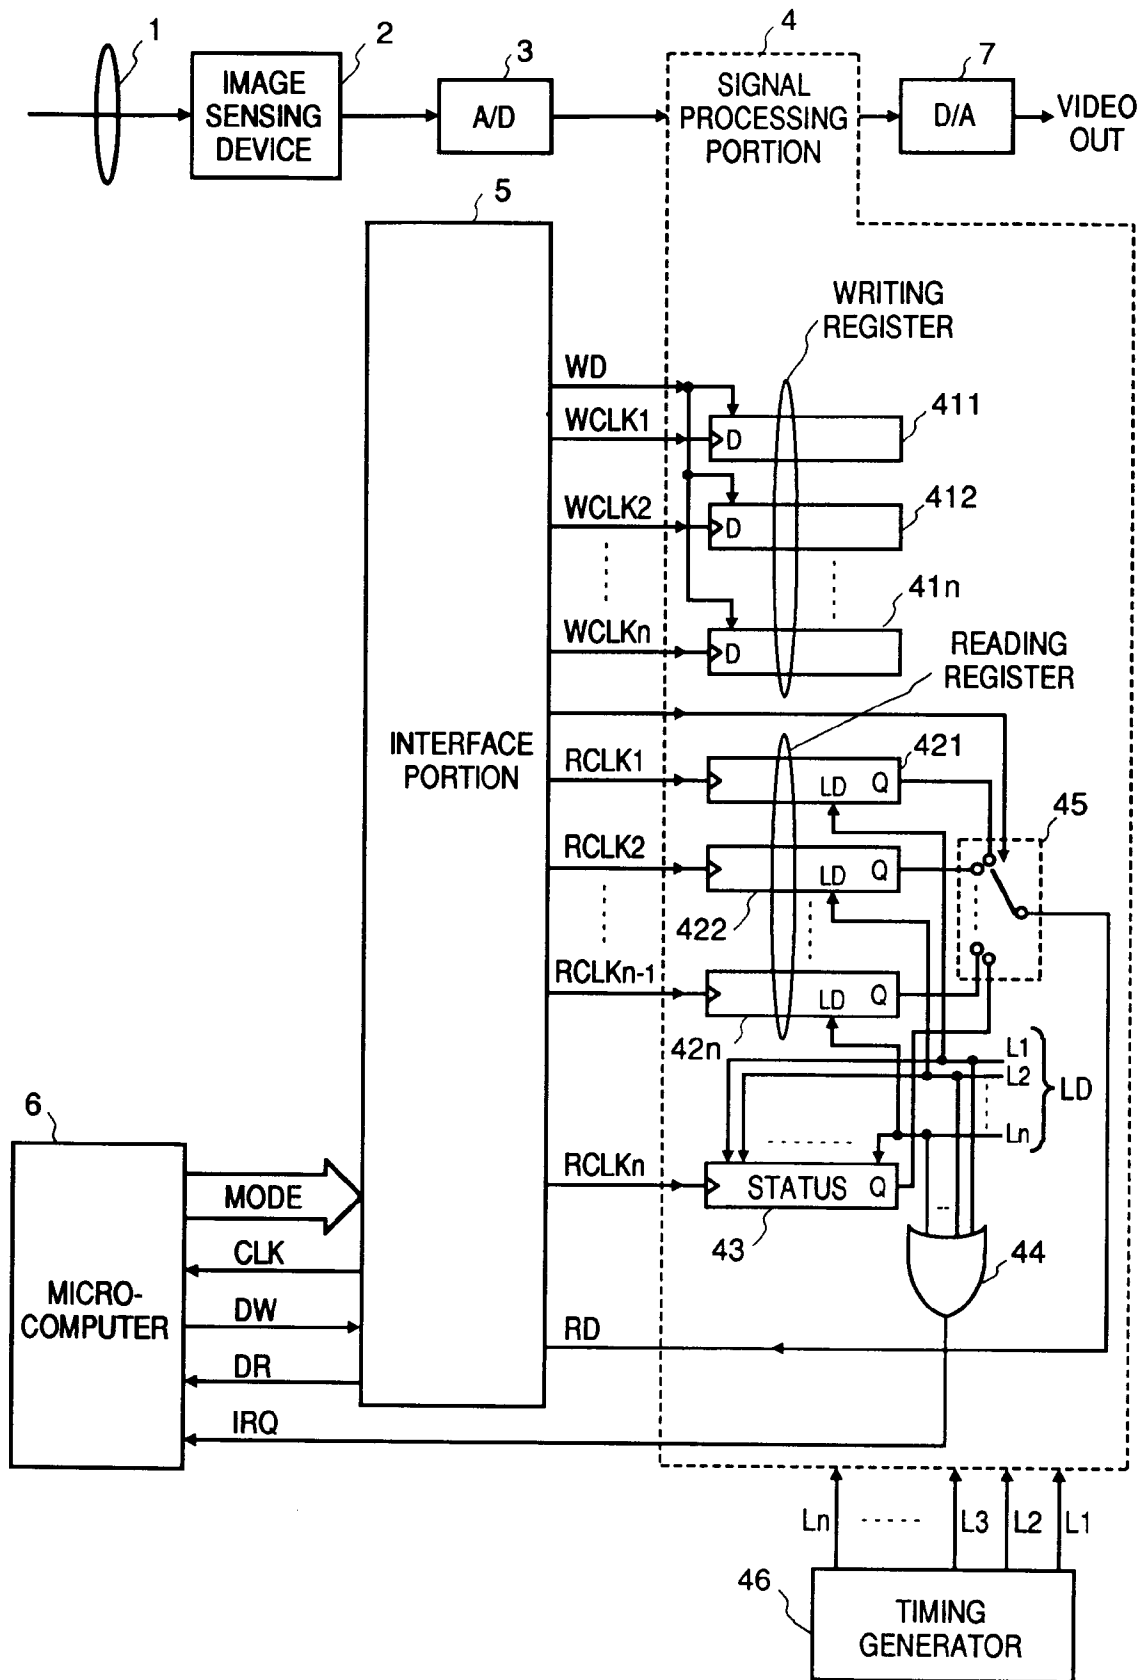 1
2
3
4
7
IMAGE
SENSING
DEVICE
A/D
SIGNAL
PROCESSING
PORTION
D/A
VIDEO
OUT
5
WRITING
REGISTER
WD
WCLK1
D
411
WCLK2
D
412
WCLKn
D
41n
READING
REGISTER
INTERFACE
PORTION
RCLK1
LD Q
421
45
RCLK2
LD Q
422
RCLKn-1
LD Q
42n
L1
L2
Ln
LD
6
RCLKn
STATUS Q
43
44
MODE
CLK
MICRO-
COMPUTER
DW
RD
DR
IRQ
Ln
L3
L2
L1
46
TIMING
GENERATOR